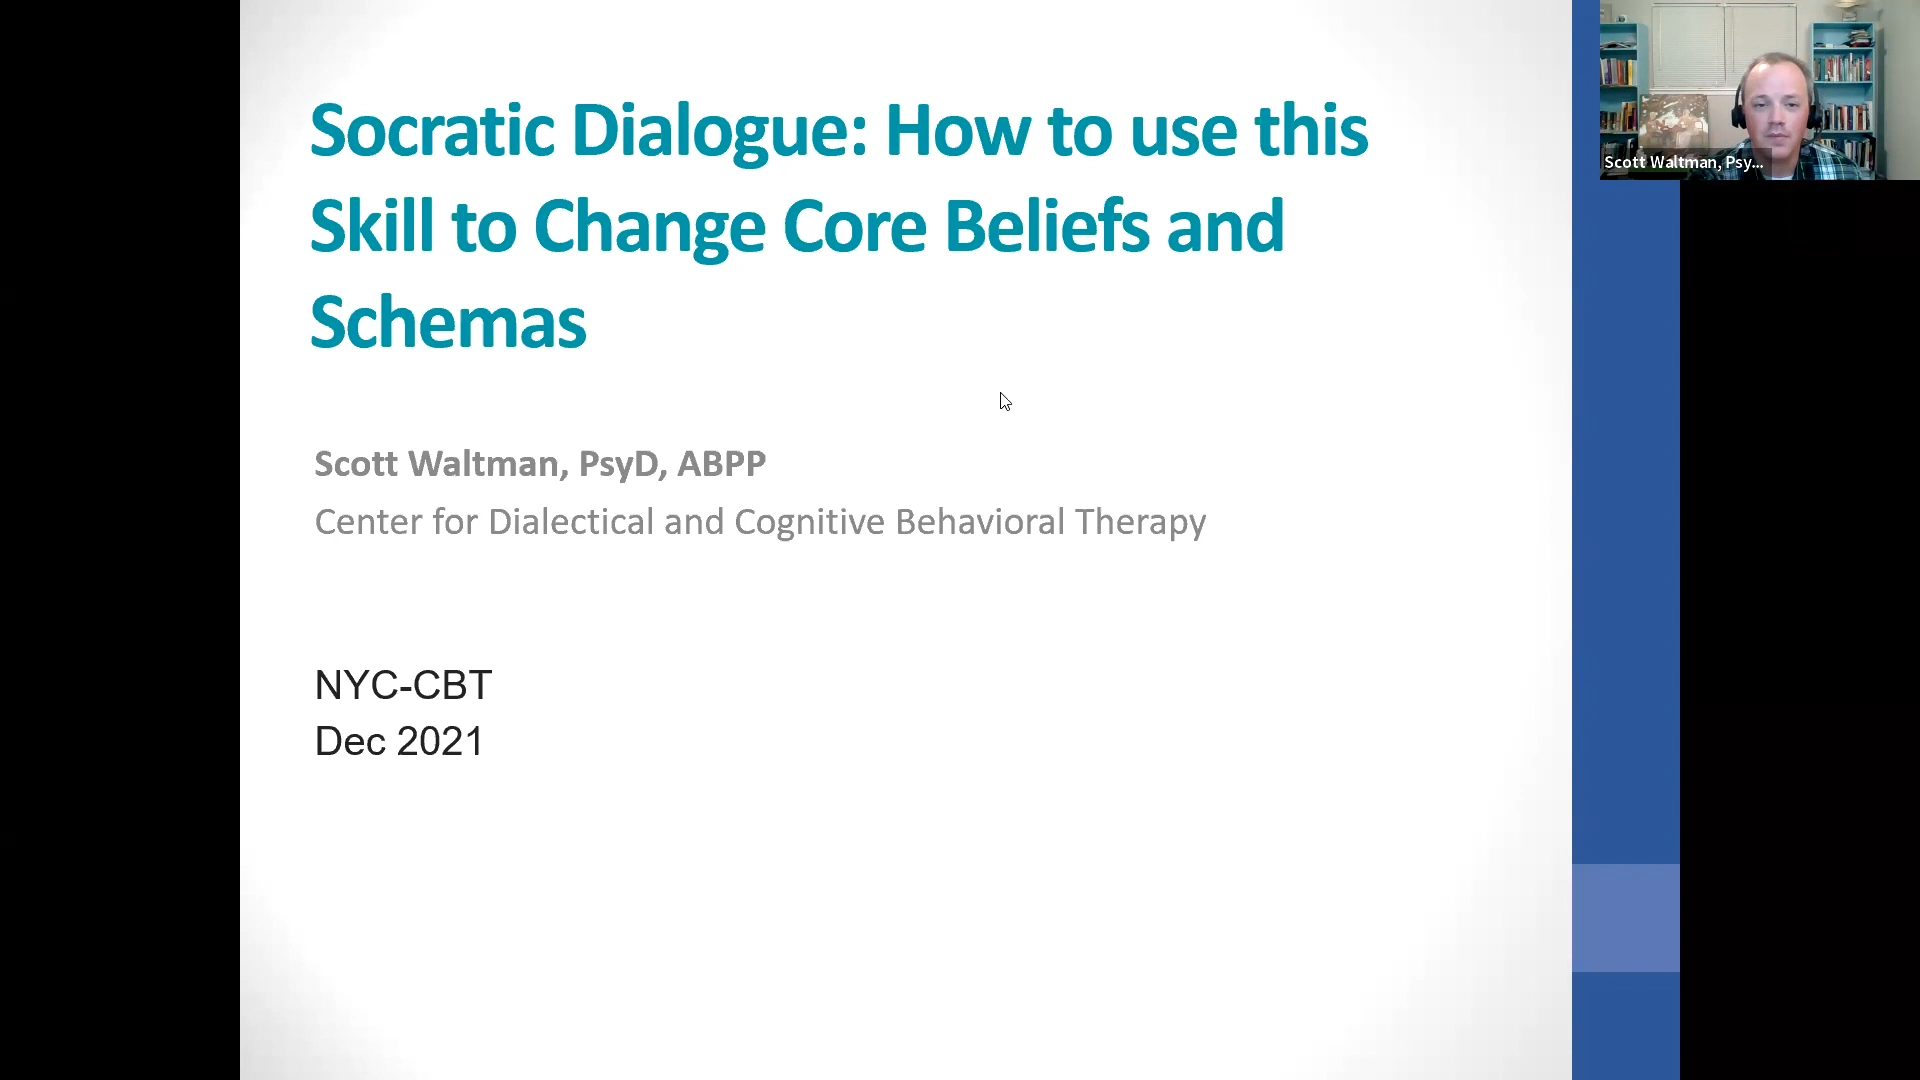 Socratic Dialogue: How to use this
Skill to Change Core Beliefs and
Schemas
Scott Waltman, PsyD, ABPP
Center for Dialectical and Cognitive Behavioral Therapy
NYC-CBT
Dec 2021
Scott Waltman, Psy...